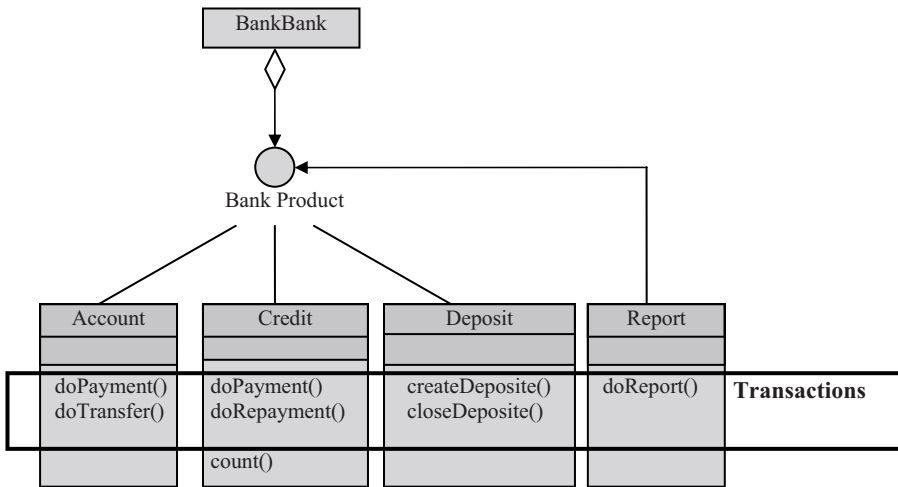 BankBank
Bank Product
Account
Credit
Deposit
Report
doPayment()
doTransfer()
doPayment()
doRepayment()
count()
createDeposite()
closeDeposite()
doReport()
Transactions